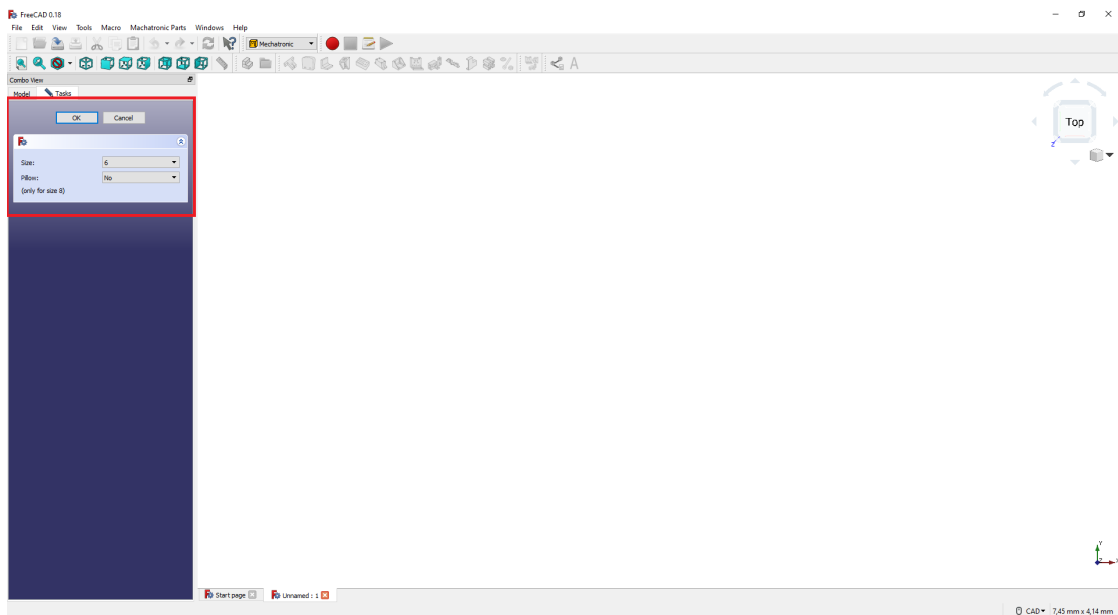 FreeCAD 0.18
File Edit View Tools Macro Machatronic Parts Windows Help
Mechatronic
A
Combo View
Model Tasks
OK Cancel
Size: 6
Pillow: No
(only for size 8)
Top
Z
Y
Z X
Start page Unnamed : 1
CAD 7,45 mm x 4,14 mm